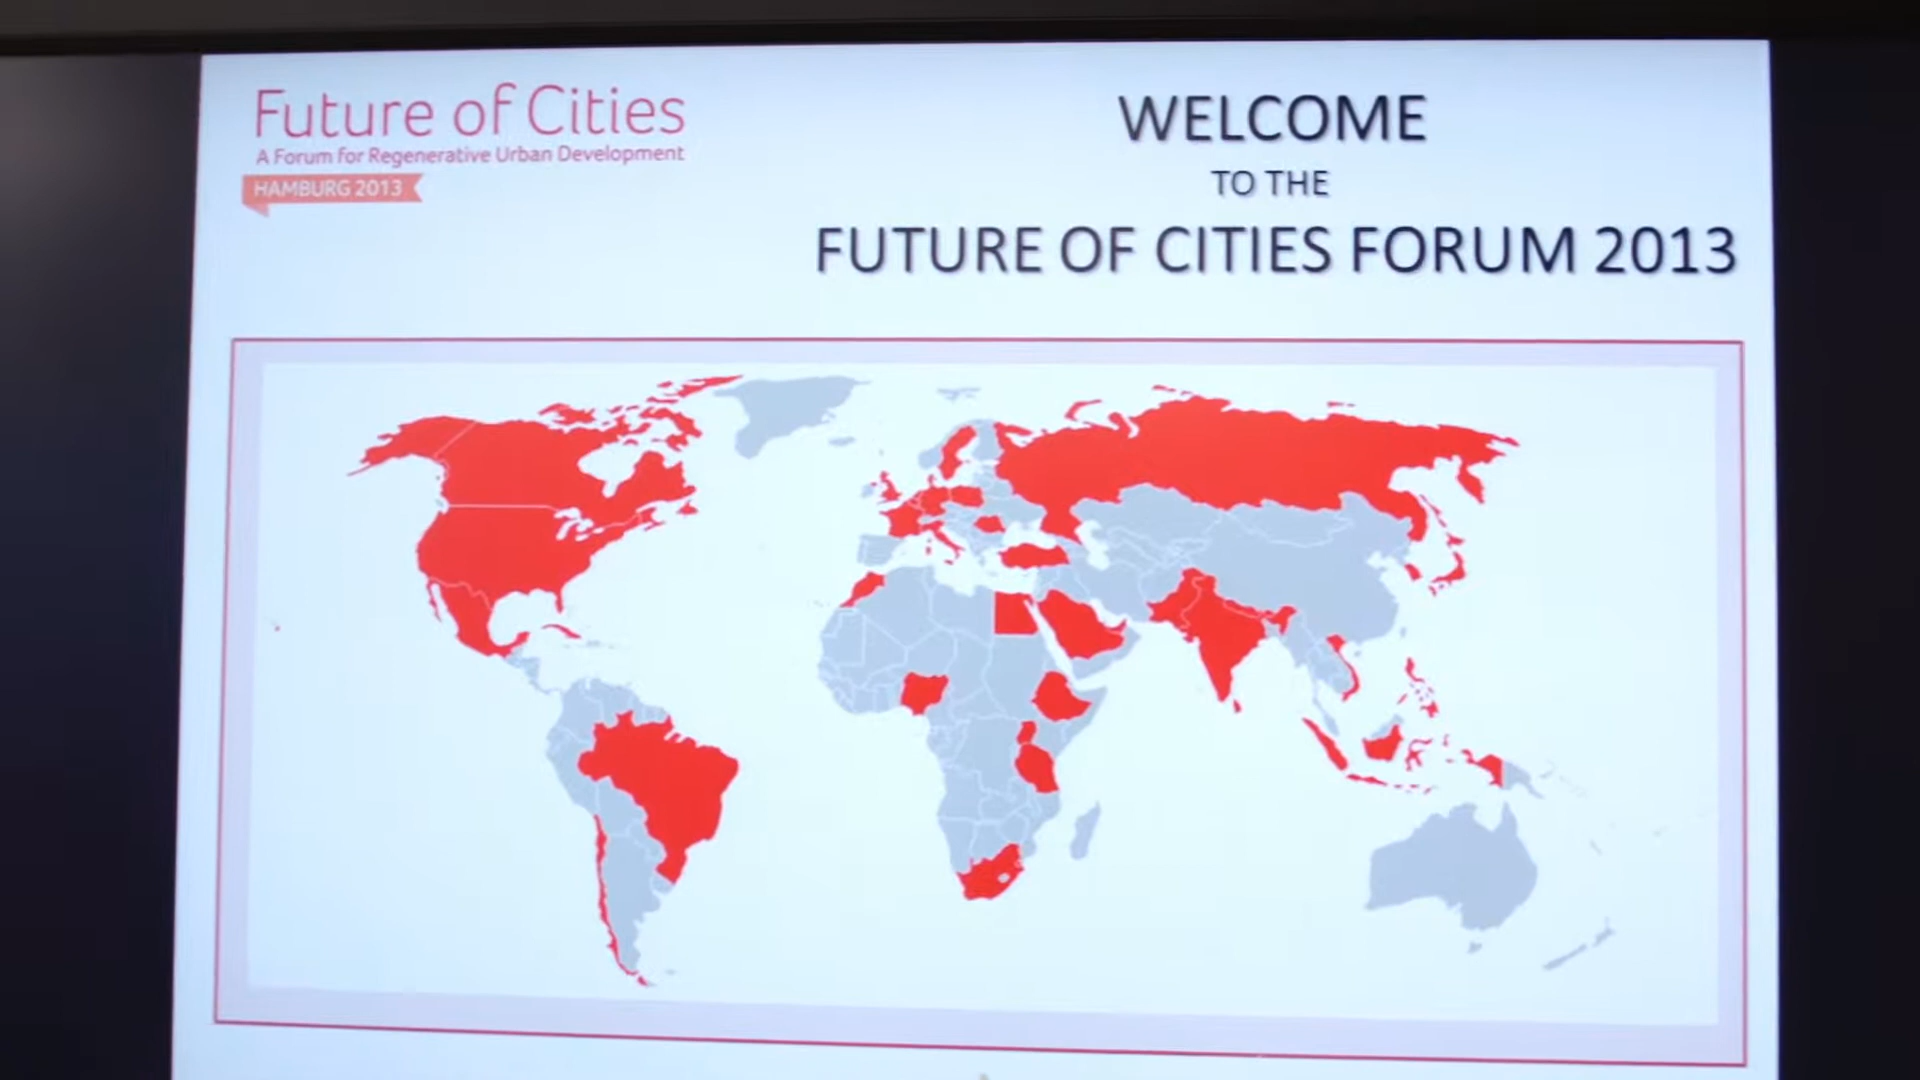 Future of Cities
A Forum for Regenerative Urban Development
HAMBURG 2013
WELCOME
TO THE
FUTURE OF CITIES FORUM 2013